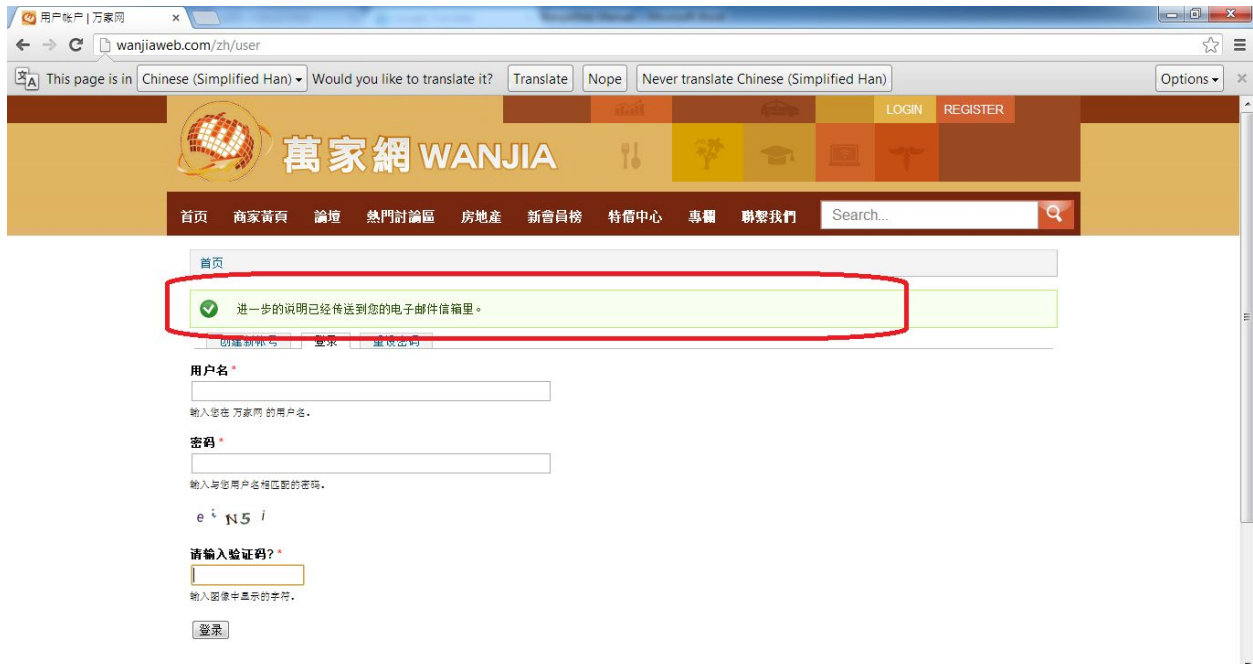 用户帐户 | 万家网
wanjiaweb.com/zh/user
This page is in Chinese (Simplified Han) Would you like to translate it? Translate Nope Never translate Chinese (Simplified Han) Options
LOGIN REGISTER
萬家網 WANJIA
首页 商家黃頁 論壇 熱門討論區 房地產 新會員榜 特價中心 專欄 聯繫我們 Search...
首页
进一步的说明已经传送到您的电子邮件信箱里。
创建新帐号 登录 重设密码
用户名 *
输入您在 万家网 的用户名。
密码 *
输入与您用户名相匹配的密码。
e i N 5 i
请输入验证码? *
输入图像中显示的字符。
登录